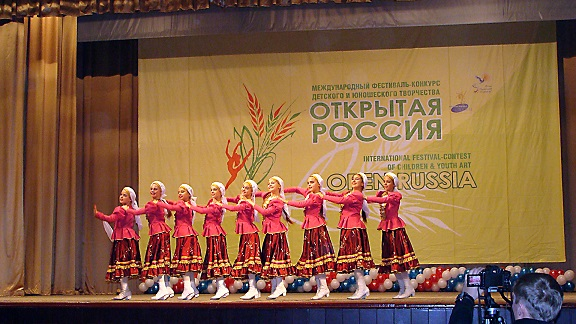 МЕЖДУНАРОДНЫЙ ФЕСТИВАЛЬ-КОНКУРС
ДЕТСКОГО И ЮНОШЕСКОГО ТВОРЧЕСТВА
ОТКРЫТАЯ
РОССИЯ
INTERNATIONAL FESTIVAL-CONTEST
OF CHILDREN & YOUTH ART
OPEN RUSSIA